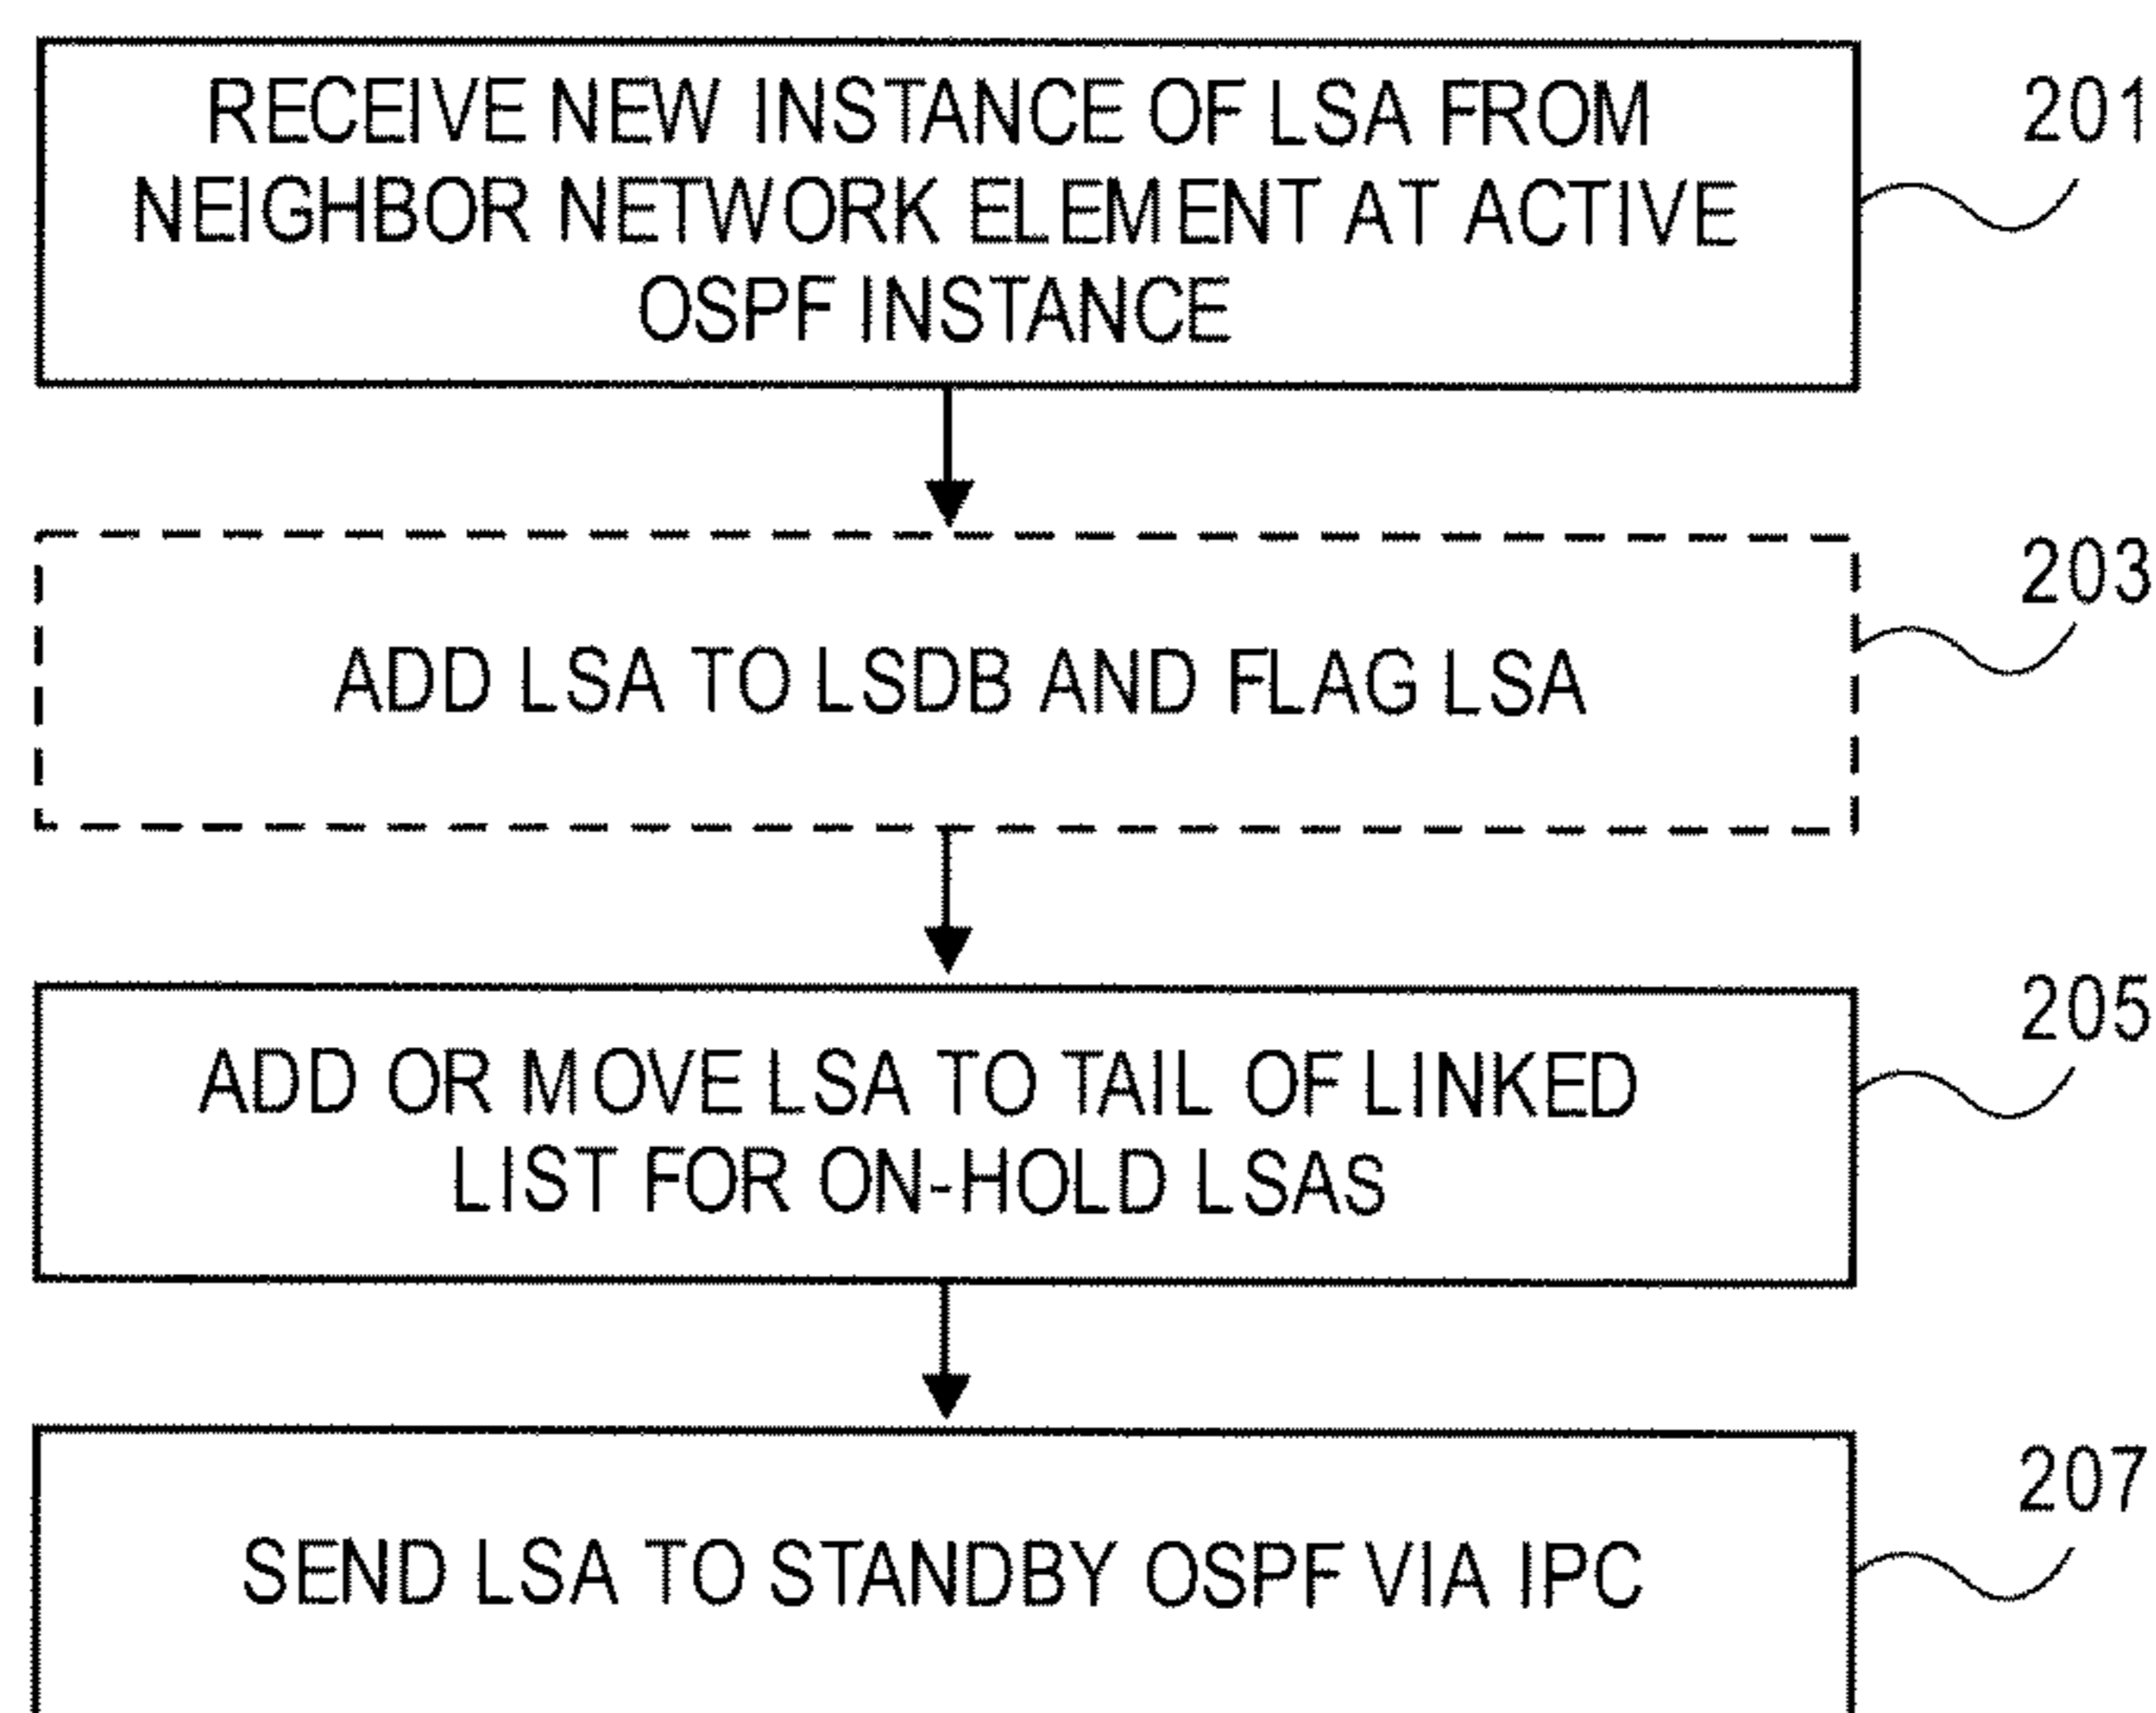 RECEIVE NEW INSTANCE OF LSA FROM
NEIGHBOR NETWORK ELEMENT AT ACTIVE
OSPF INSTANCE
201
ADD LSA TO LSDB AND FLAG LSA
203
ADD OR MOVE LSA TO TAIL OF LINKED
LIST FOR ON-HOLD LSAS
205
SEND LSA TO STANDBY OSPF VIA IPC
207